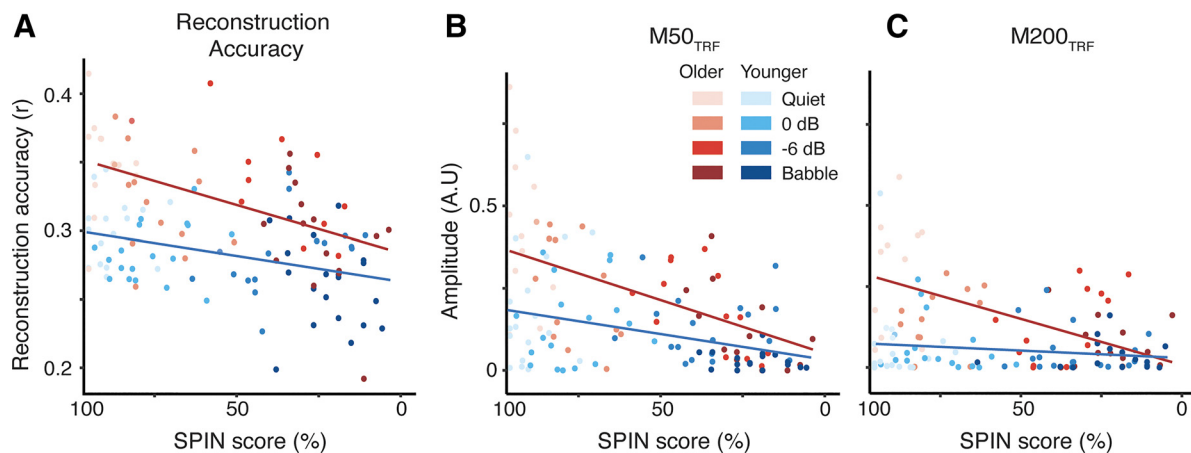 A
Reconstruction
Accuracy
Reconstruction accuracy (r)
0.4
0.3
0.2
100
50
0
SPIN score (%)
B
M50TRF
Older
Younger
Quiet
0 dB
-6 dB
Babble
Amplitude (A.U)
0.5
0
100
50
0
SPIN score (%)
C
M200TRF
100
50
0
SPIN score (%)